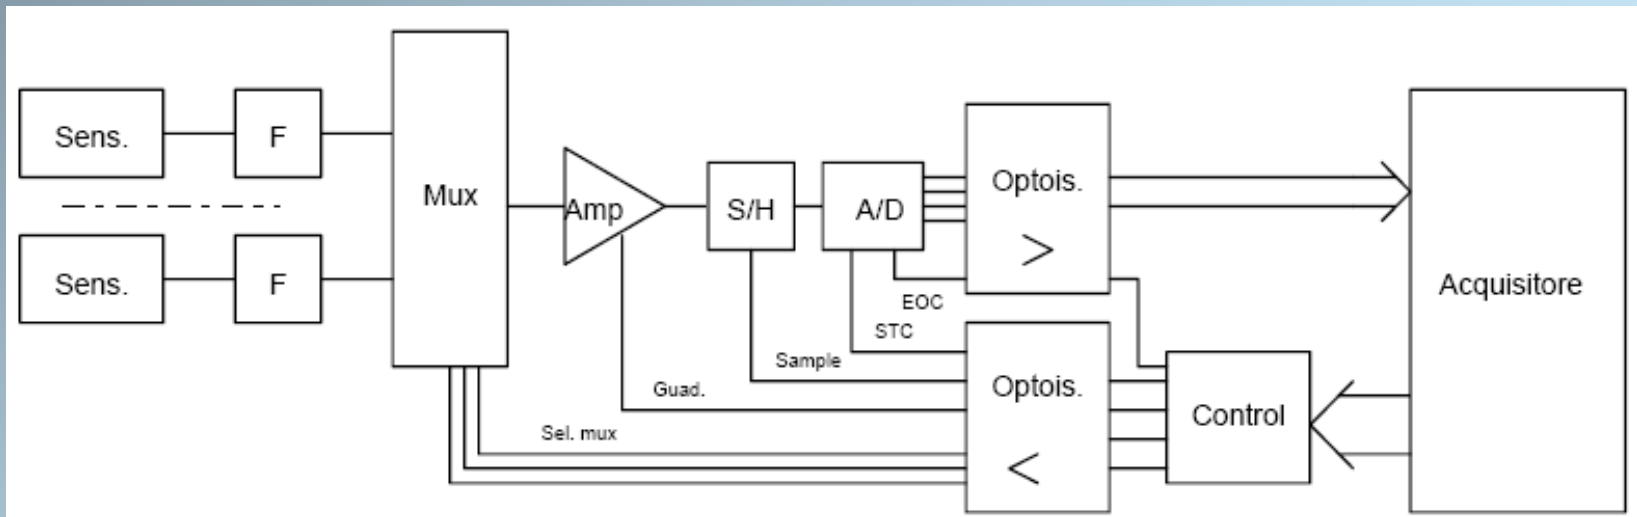 Sens.
F
Mux
Amp
S/H
A/D
Optois.
>
Acquisitore
Sens.
F
EOC
STC
Sample
Guad.
Sel. mux
Optois.
<
Control